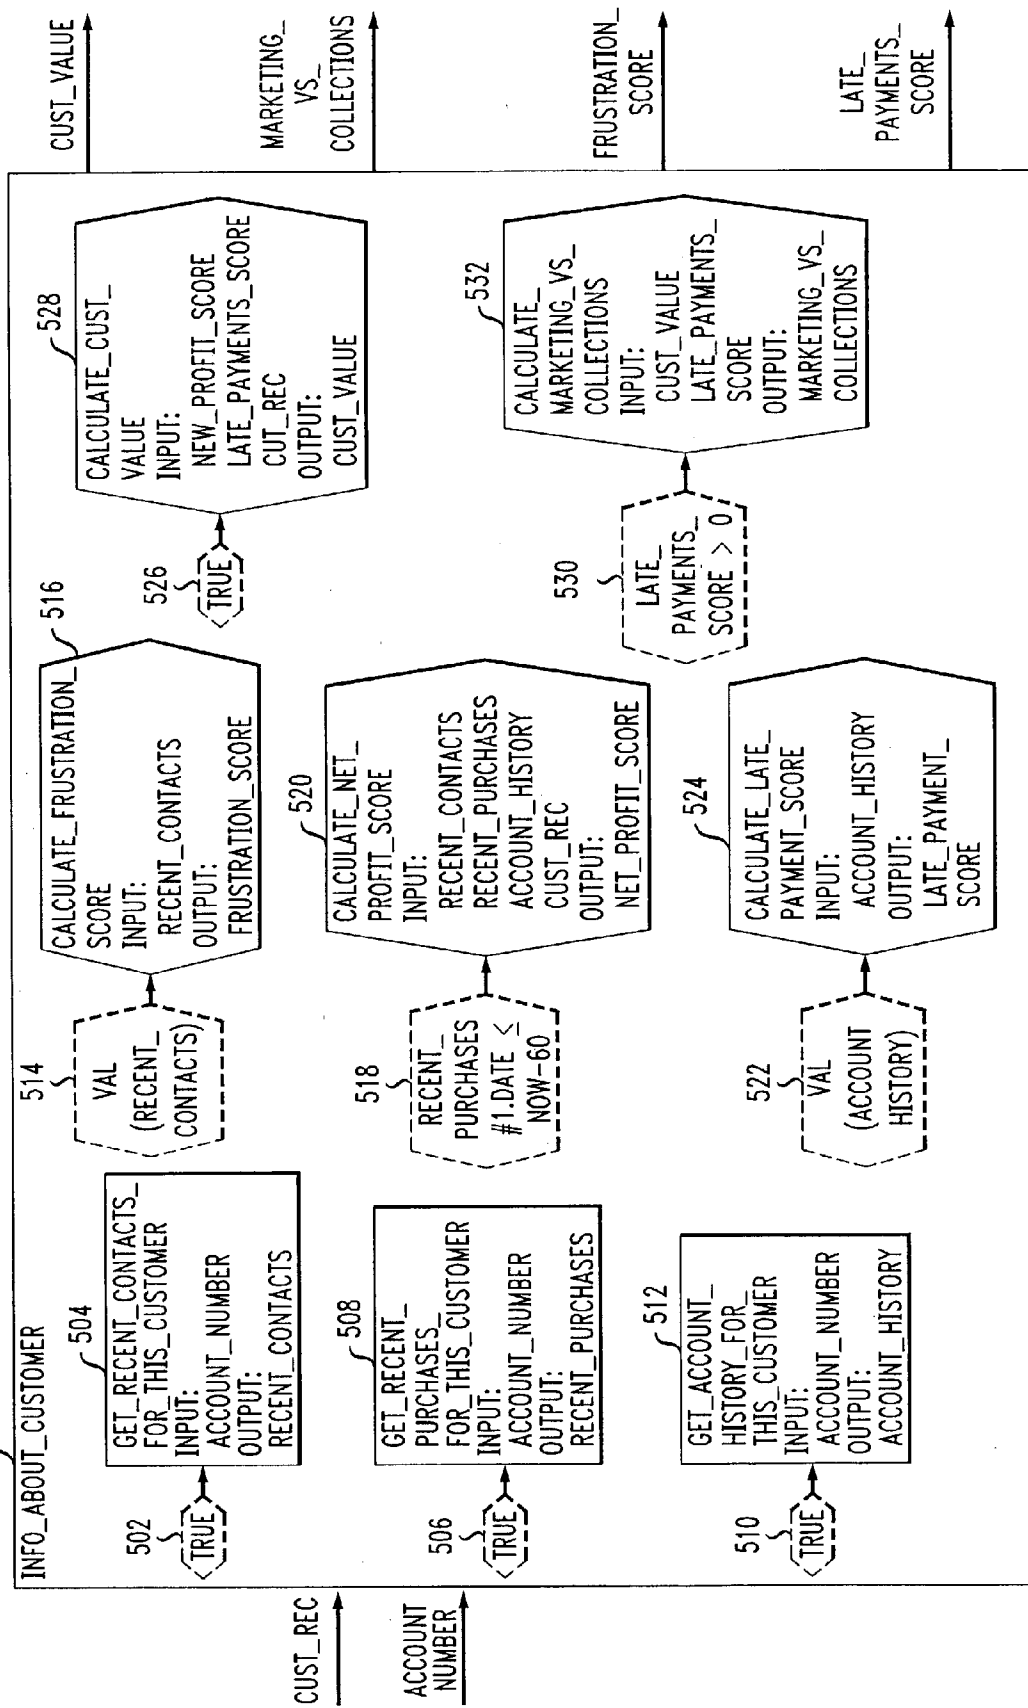 INFO_ABOUT_CUSTOMER
CUST_REC
ACCOUNT
NUMBER
502
TRUE
504
GET_RECENT_CONTACTS_
FOR_THIS_CUSTOMER
INPUT:
ACCOUNT_NUMBER
OUTPUT:
RECENT_CONTACTS
506
TRUE
508
GET_RECENT_
PURCHASES_
FOR_THIS_CUSTOMER
INPUT:
ACCOUNT_NUMBER
OUTPUT:
RECENT_PURCHASES
510
TRUE
512
GET_ACCOUNT_
HISTORY_FOR_
THIS_CUSTOMER
INPUT:
ACCOUNT_NUMBER
OUTPUT:
ACCOUNT_HISTORY
514
VAL
(RECENT_
CONTACTS)
516
CALCULATE_FRUSTRATION_
SCORE
INPUT:
RECENT_CONTACTS
OUTPUT:
FRUSTRATION_SCORE
518
RECENT_
PURCHASES
#1.DATE ≤
NOW-60
520
CALCULATE_NET_
PROFIT_SCORE
INPUT:
RECENT_CONTACTS
RECENT_PURCHASES
ACCOUNT_HISTORY
CUST_REC
OUTPUT:
NET_PROFIT_SCORE
522
VAL
(ACCOUNT
HISTORY)
524
CALCULATE_LATE_
PAYMENT_SCORE
INPUT:
ACCOUNT_HISTORY
OUTPUT:
LATE_PAYMENT_
SCORE
526
TRUE
528
CALCULATE_CUST_
VALUE
INPUT:
NEW_PROFIT_SCORE
LATE_PAYMENTS_SCORE
CUT_REC
OUTPUT:
CUST_VALUE
530
LATE_
PAYMENTS_
SCORE > 0
532
CALCULATE_
MARKETING_VS_
COLLECTIONS
INPUT:
CUST_VALUE
LATE_PAYMENTS_
SCORE
OUTPUT:
MARKETING_VS_
COLLECTIONS
CUST_VALUE
MARKETING_
VS_
COLLECTIONS
FRUSTRATION_
SCORE
LATE_
PAYMENTS_
SCORE